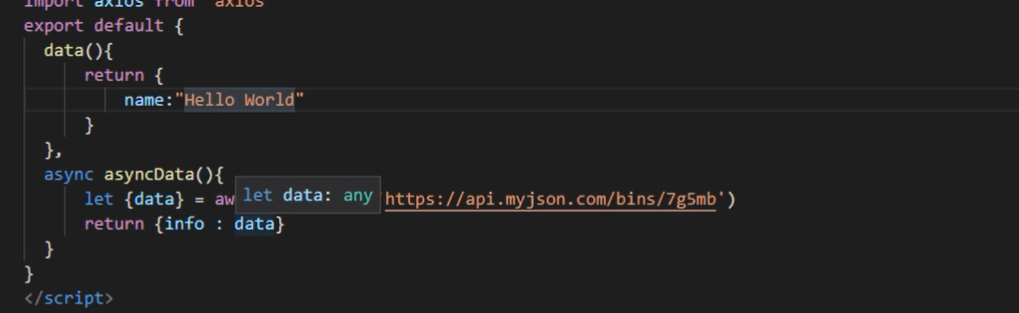 import axios from 'axios'
export default {
data(){
return {
name:"Hello World"
}
},
async asyncData(){
let {data} = aw let data: any 'https://api.myjson.com/bins/7g5mb')
return {info : data}
}
}
</script>